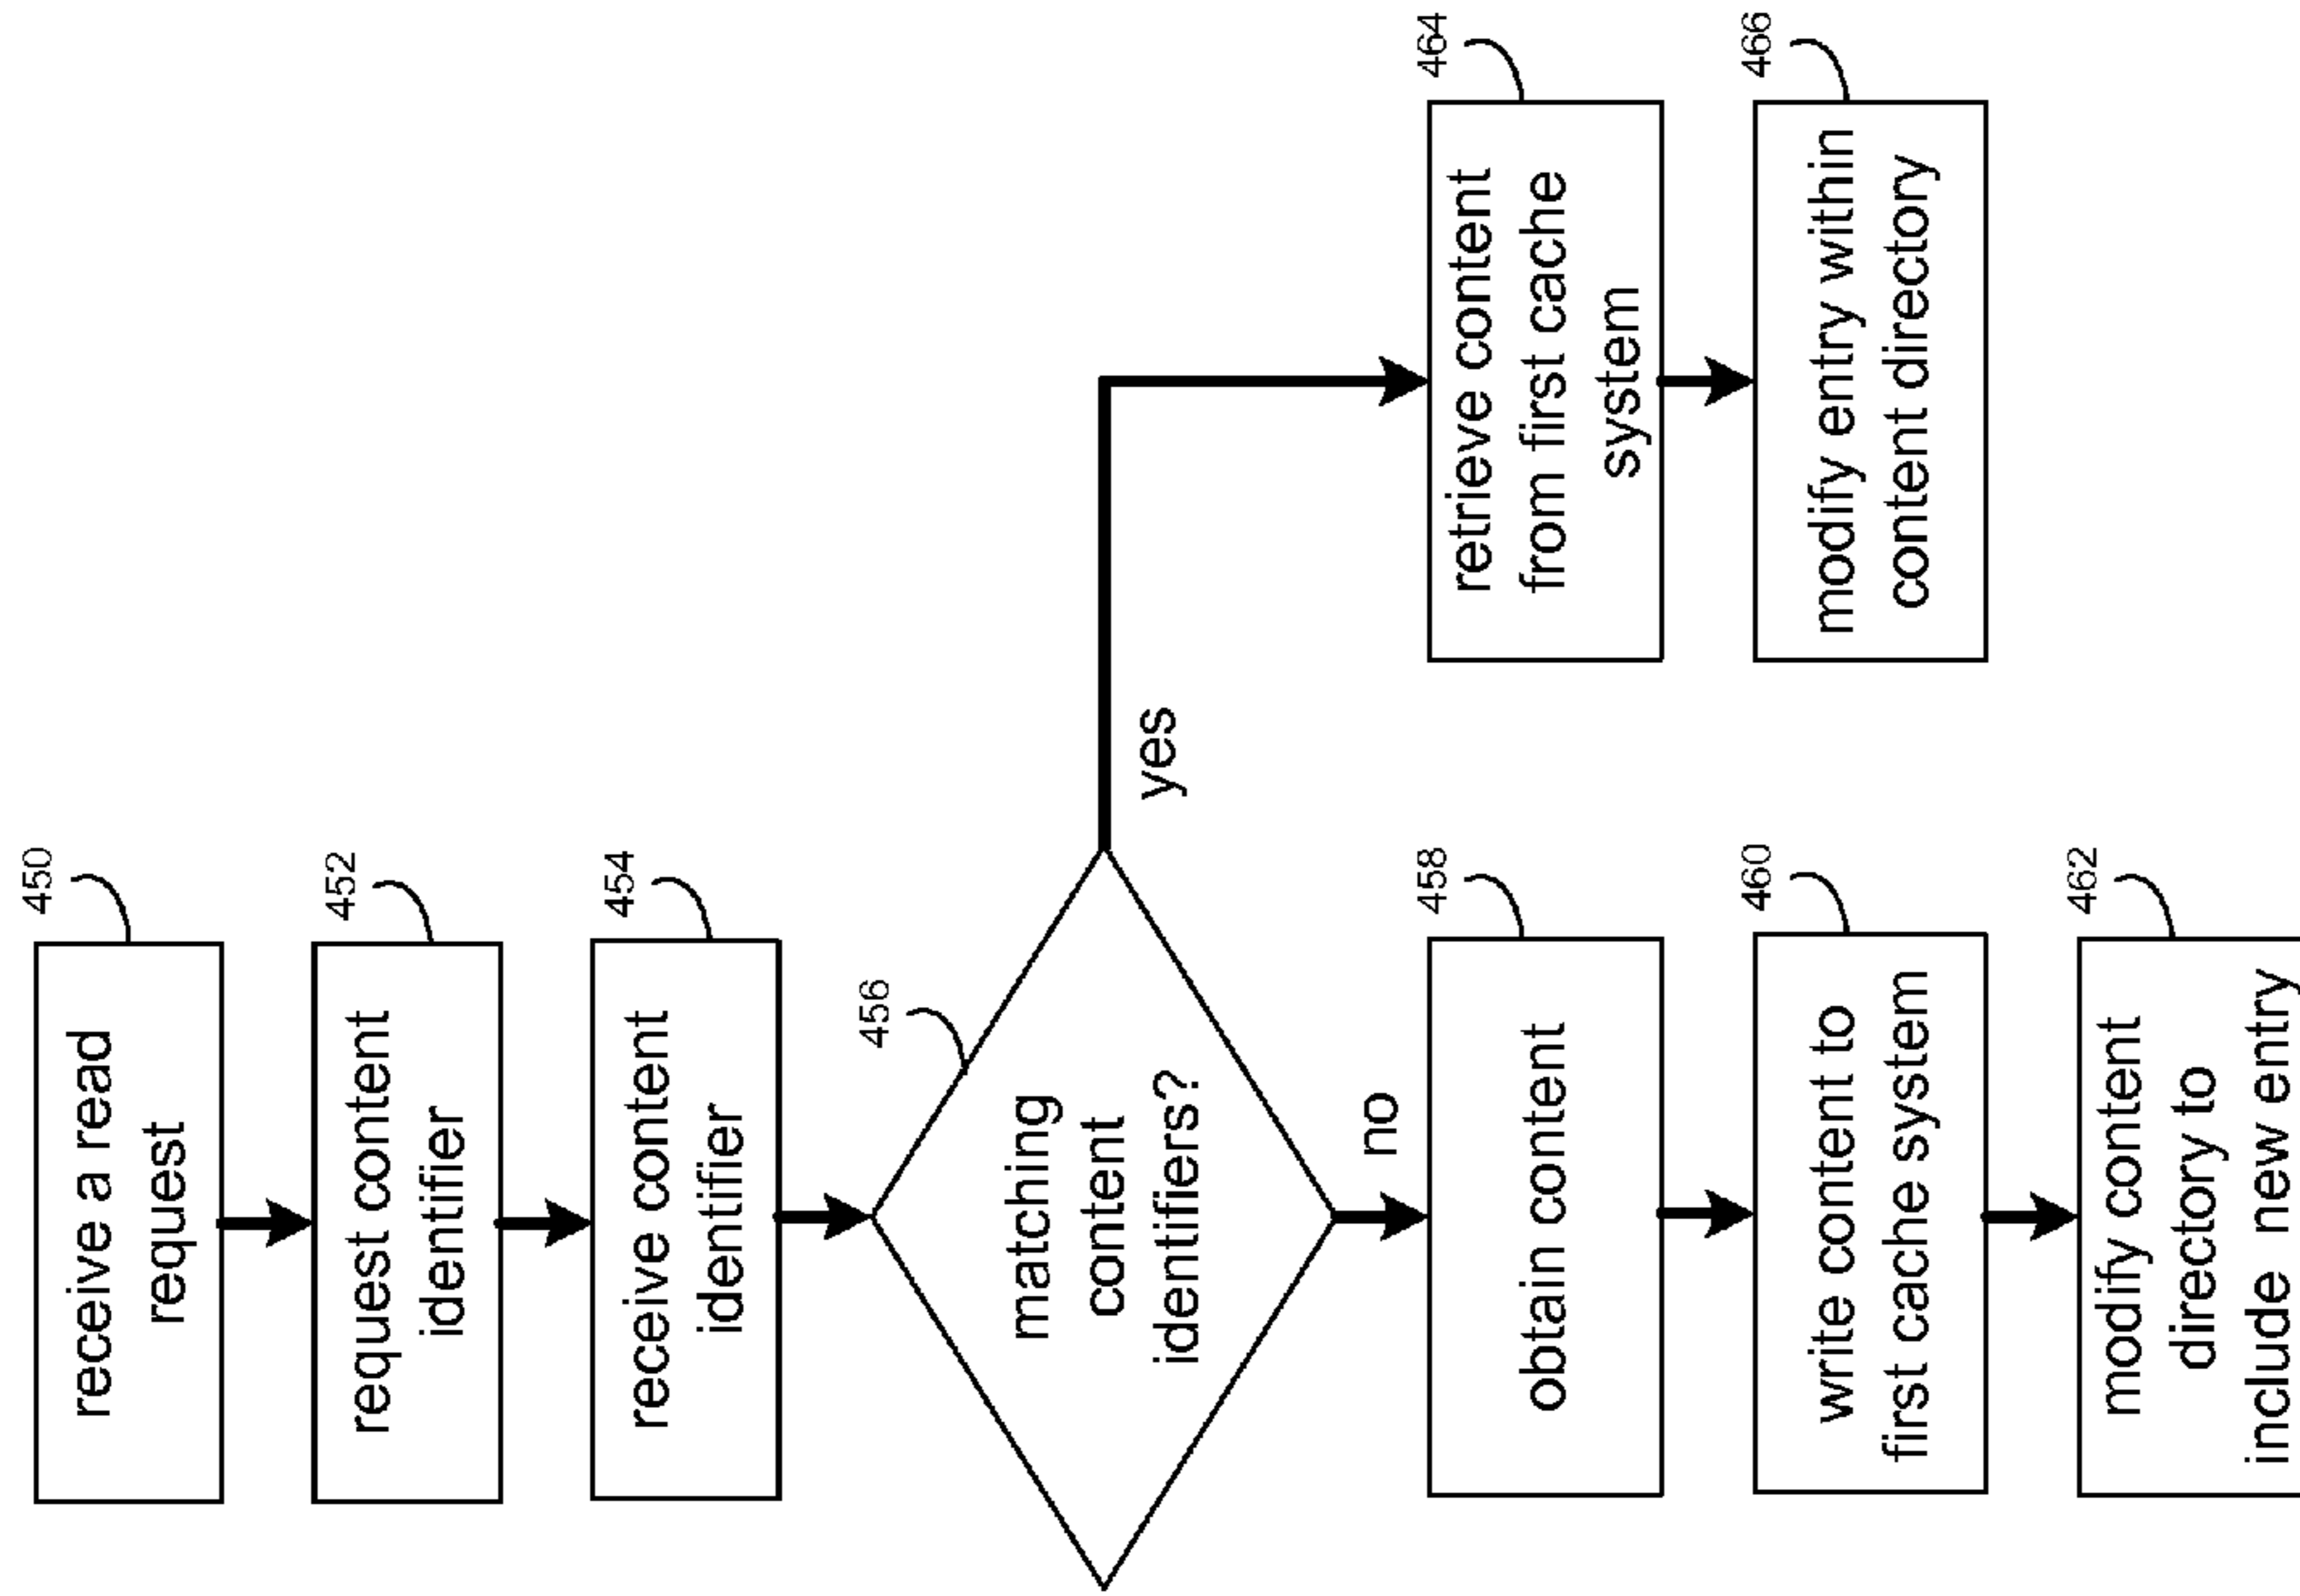 450
receive a read
request
452
request content
identifier
454
receive content
identifier
456
matching
content
identifiers?
yes
no
458
obtain content
460
write content to
first cache system
462
modify content
directory to
include new entry
464
retrieve content
from first cache
system
466
modify entry within
content directory